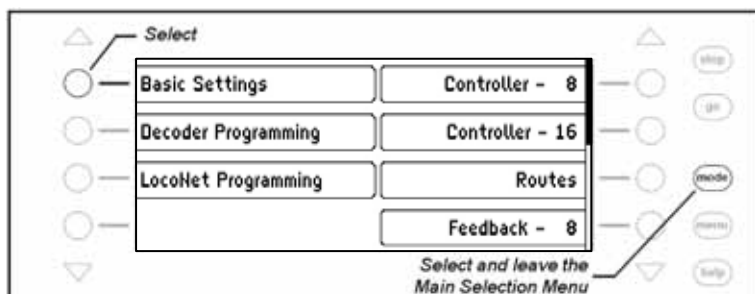 Select
stop
Basic Settings Controller - 8
go
Decoder Programming Controller - 16
LocoNet Programming Routes
mode
Feedback - 8
menu
Select and leave the
Main Selection Menu
help